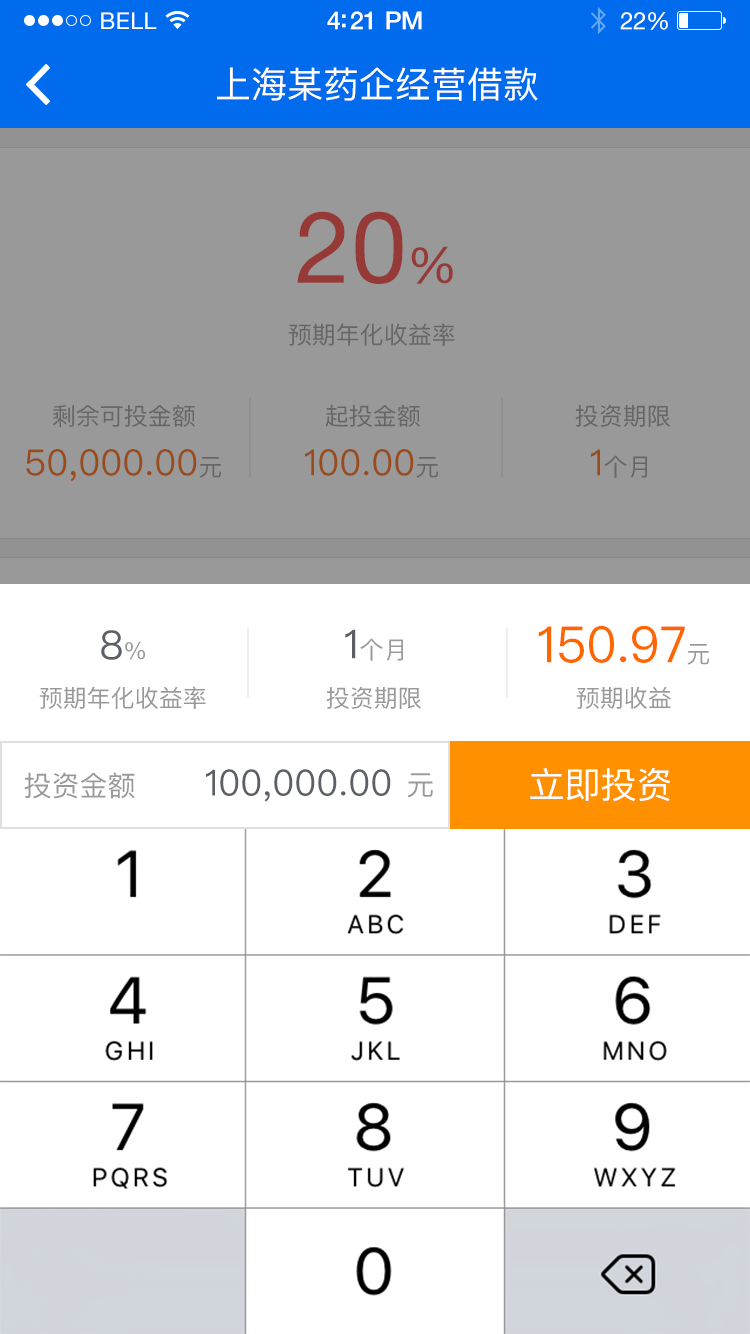 BELL 4:21 PM 22%
上海某药企经营借款
20%
预期年化收益率
剩余可投金额 起投金额 投资期限
50,000.00元 100.00元 1个月
8% 1个月 150.97元
预期年化收益率 投资期限 预期收益
投资金额 100,000.00 元 立即投资
1 2 3
ABC DEF
4 5 6
GHI JKL MNO
7 8 9
PQRS TUV WXYZ
0